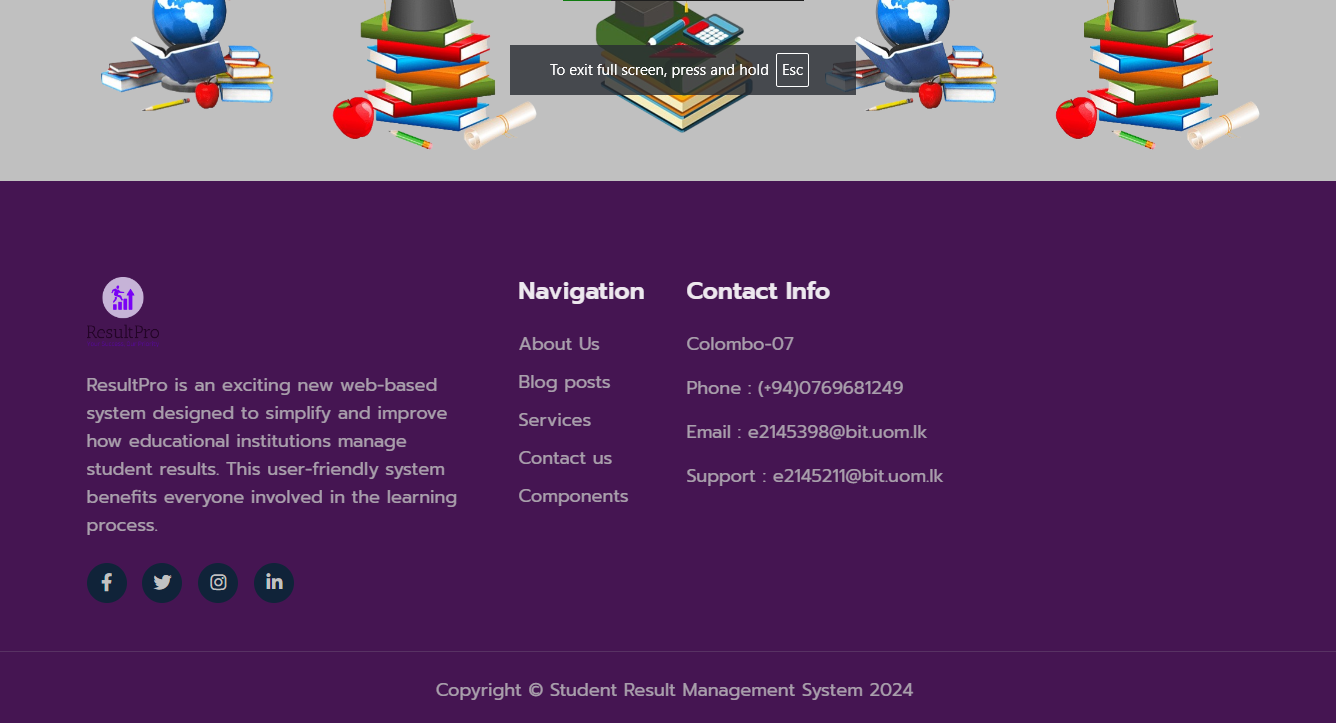 To exit full screen, press and hold Esc
ResultPro
ResultPro is an exciting new web-based
system designed to simplify and improve
how educational institutions manage
student results. This user-friendly system
benefits everyone involved in the learning
process.
Navigation
About Us
Blog posts
Services
Contact us
Components
Contact Info
Colombo-07
Phone : (+94)0769681249
Email : e2145398@bit.uom.lk
Support : e2145211@bit.uom.lk
Copyright © Student Result Management System 2024